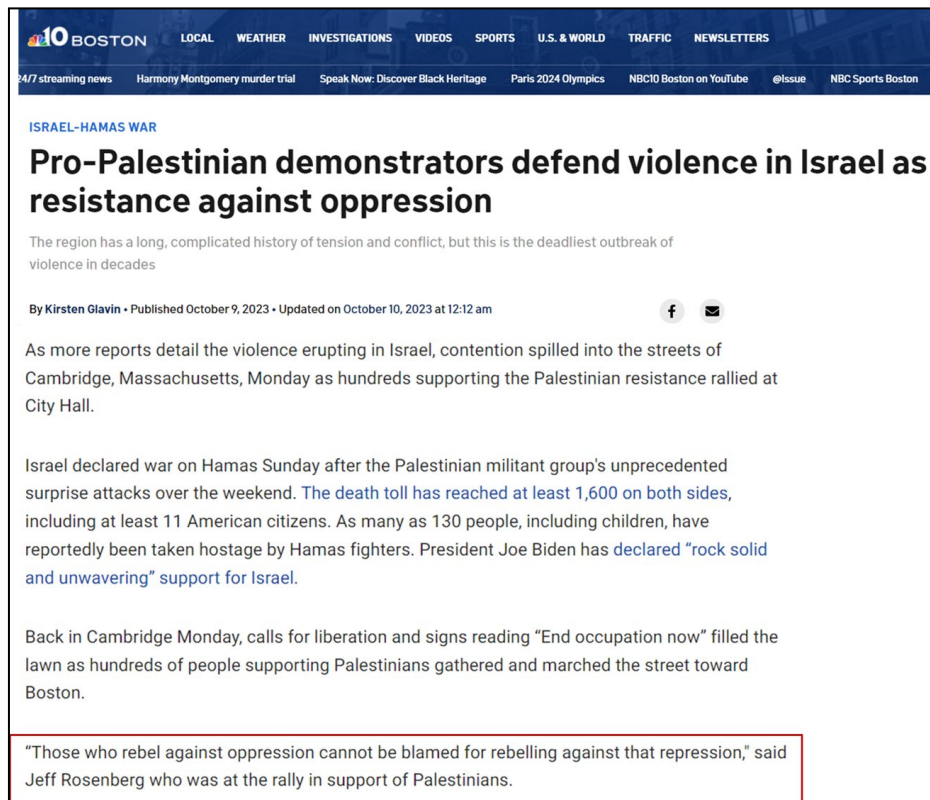 10 BOSTON
LOCAL WEATHER INVESTIGATIONS VIDEOS SPORTS U.S. & WORLD TRAFFIC NEWSLETTERS
24/7 streaming news Harmony Montgomery murder trial Speak Now: Discover Black Heritage Paris 2024 Olympics NBC10 Boston on YouTube @Issue NBC Sports Boston
ISRAEL-HAMAS WAR
Pro-Palestinian demonstrators defend violence in Israel as
resistance against oppression
The region has a long, complicated history of tension and conflict, but this is the deadliest outbreak of
violence in decades
By Kirsten Glavin • Published October 9, 2023 • Updated on October 10, 2023 at 12:12 am
As more reports detail the violence erupting in Israel, contention spilled into the streets of
Cambridge, Massachusetts, Monday as hundreds supporting the Palestinian resistance rallied at
City Hall.
Israel declared war on Hamas Sunday after the Palestinian militant group's unprecedented
surprise attacks over the weekend. The death toll has reached at least 1,600 on both sides,
including at least 11 American citizens. As many as 130 people, including children, have
reportedly been taken hostage by Hamas fighters. President Joe Biden has declared “rock solid
and unwavering” support for Israel.
Back in Cambridge Monday, calls for liberation and signs reading “End occupation now” filled the
lawn as hundreds of people supporting Palestinians gathered and marched the street toward
Boston.
“Those who rebel against oppression cannot be blamed for rebelling against that repression," said
Jeff Rosenberg who was at the rally in support of Palestinians.